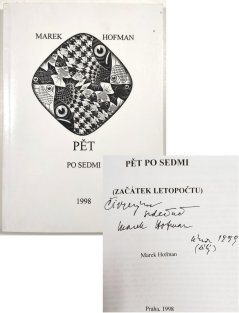 MAREK HOFMAN
PĚT
PO SEDMI
1998
PĚT PO SEDMI
(ZAČÁTEK LETOPOČTU)
srdečně
Marek Hofman
1999
Marek Hofman
Praha, 1998